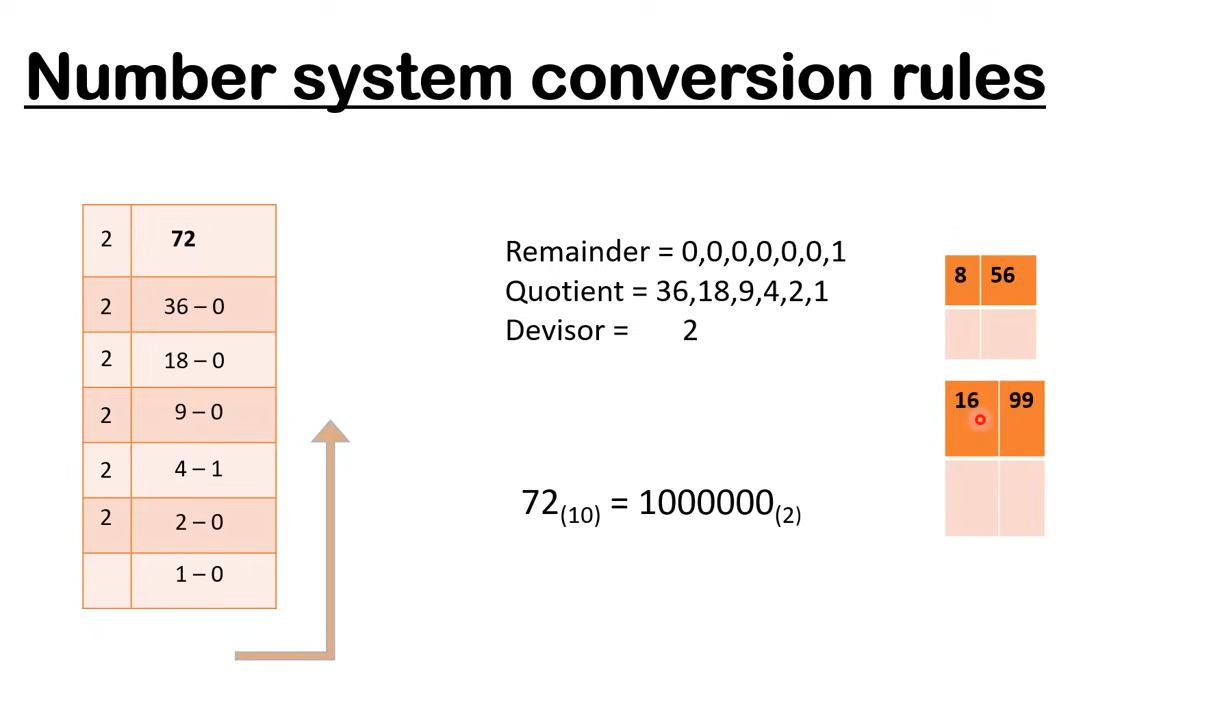 Number system conversion rules
2 72
2 36 – 0
2 18 – 0
2 9 – 0
2 4 – 1
2 2 – 0
1 – 0
Remainder = 0,0,0,0,0,0,1
Quotient = 36,18,9,4,2,1
Devisor = 2
72(10) = 1000000(2)
8 56
16 99